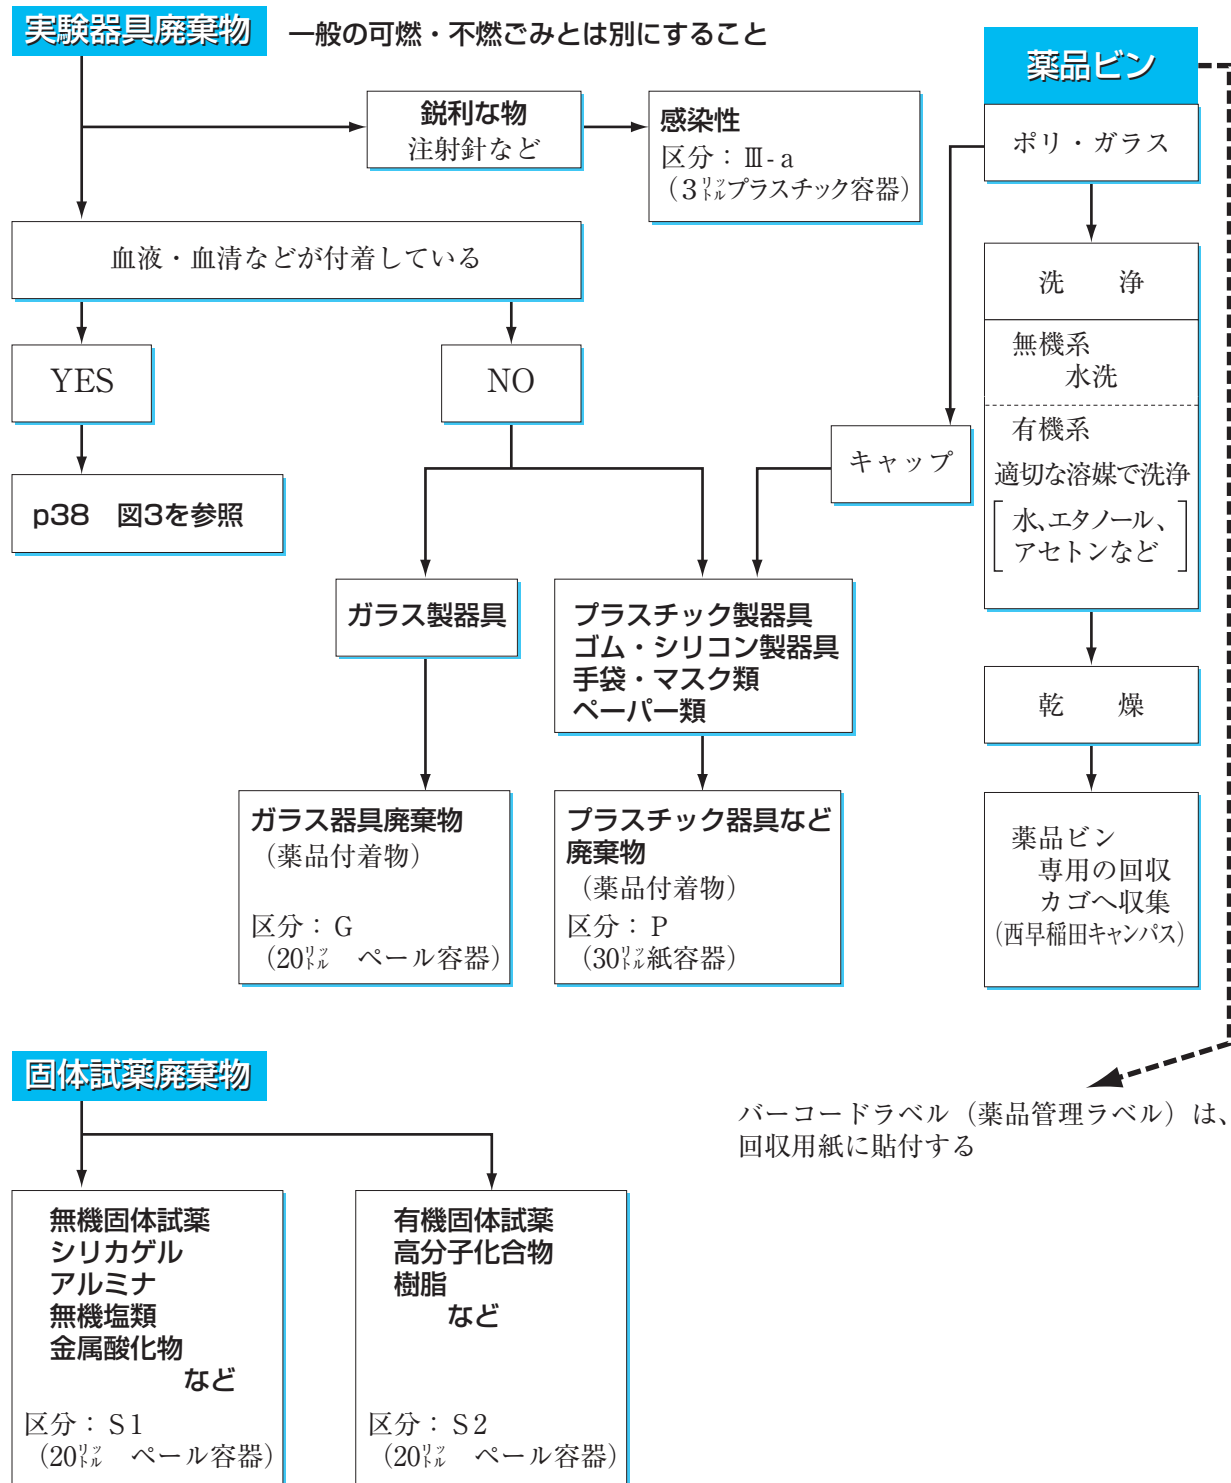 実験器具廃棄物
一般の可燃・不燃ごみとは別にすること
鋭利な物
注射針など
感染性
区分：Ⅲ-a
（3リットルプラスチック容器）
血液・血清などが付着している
YES
NO
p38　図3を参照
ガラス製器具
プラスチック製器具
ゴム・シリコン製器具
手袋・マスク類
ペーパー類
ガラス器具廃棄物
（薬品付着物）
区分：G
（20リットル　ペール容器）
プラスチック器具など
廃棄物
（薬品付着物）
区分：P
（30リットル紙容器）
薬品ビン
ポリ・ガラス
キャップ
洗　浄
無機系
水洗
有機系
適切な溶媒で洗浄
［水、エタノール、
アセトンなど］
乾　燥
薬品ビン
専用の回収
カゴへ収集
（西早稲田キャンパス）
バーコードラベル（薬品管理ラベル）は、
回収用紙に貼付する
固体試薬廃棄物
無機固体試薬
シリカゲル
アルミナ
無機塩類
金属酸化物
など
区分：S1
（20リットル　ペール容器）
有機固体試薬
高分子化合物
樹脂
など
区分：S2
（20リットル　ペール容器）